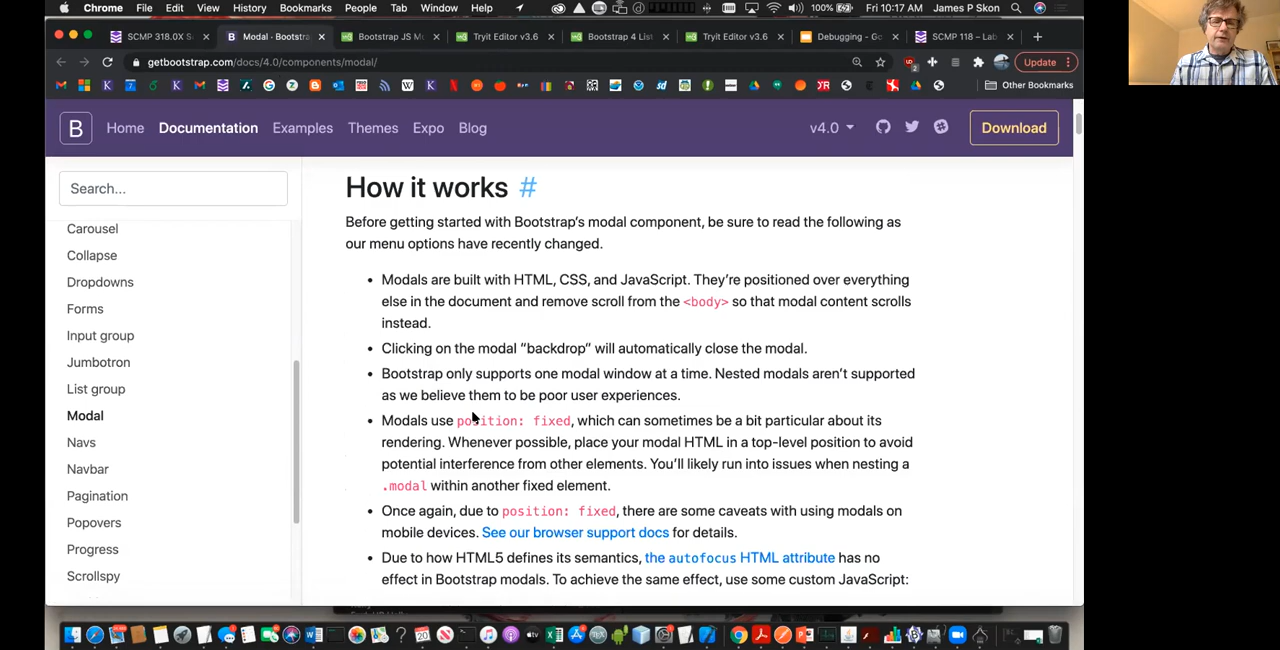 Chrome File Edit View History Bookmarks People Tab Window Help 100% Fri 10:17 AM James P Skon
SCMP 318.0X S Modal · Bootstra Bootstrap JS M Tryit Editor v3.6 Bootstrap 4 List Tryit Editor v3.6 Debugging - Go SCMP 118 – Lab
getbootstrap.com/docs/4.0/components/modal/ Update
Other Bookmarks
B Home Documentation Examples Themes Expo Blog v4.0 Download
Search...
Carousel
Collapse
Dropdowns
Forms
Input group
Jumbotron
List group
Modal
Navs
Navbar
Pagination
Popovers
Progress
Scrollspy
How it works #
Before getting started with Bootstrap's modal component, be sure to read the following as
our menu options have recently changed.
• Modals are built with HTML, CSS, and JavaScript. They're positioned over everything
else in the document and remove scroll from the <body> so that modal content scrolls
instead.
• Clicking on the modal “backdrop” will automatically close the modal.
• Bootstrap only supports one modal window at a time. Nested modals aren't supported
as we believe them to be poor user experiences.
• Modals use position: fixed, which can sometimes be a bit particular about its
rendering. Whenever possible, place your modal HTML in a top-level position to avoid
potential interference from other elements. You'll likely run into issues when nesting a
.modal within another fixed element.
• Once again, due to position: fixed, there are some caveats with using modals on
mobile devices. See our browser support docs for details.
• Due to how HTML5 defines its semantics, the autofocus HTML attribute has no
effect in Bootstrap modals. To achieve the same effect, use some custom JavaScript: